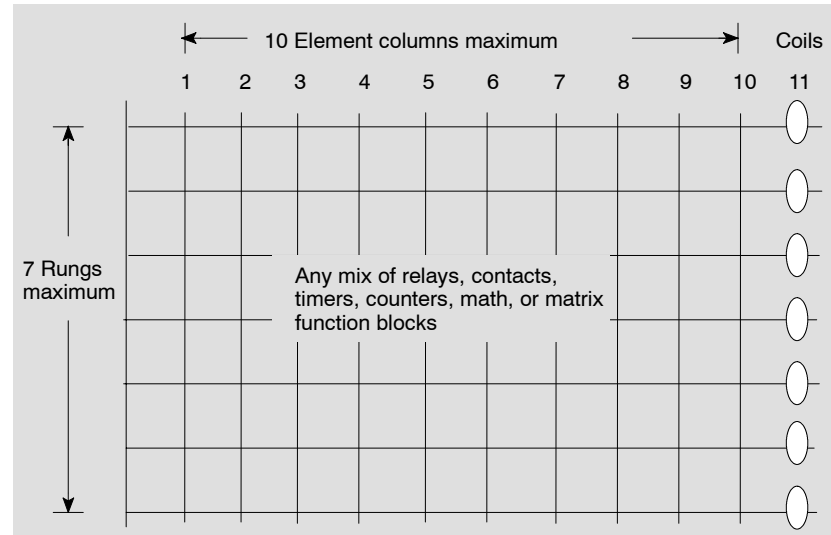 10 Element columns maximum Coils
1 2 3 4 5 6 7 8 9 10 11
7 Rungs
maximum
Any mix of relays, contacts,
timers, counters, math, or matrix
function blocks